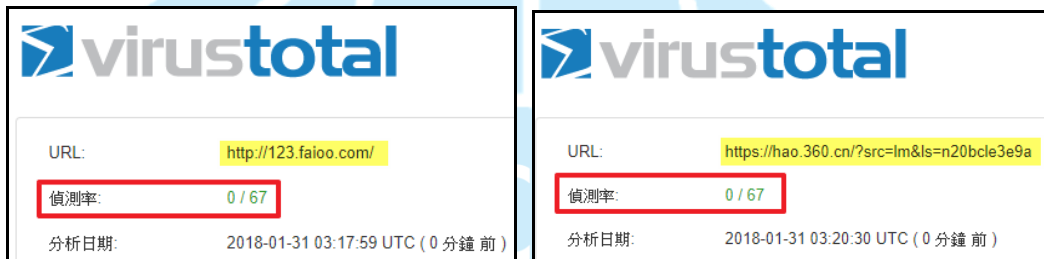 virustotal
URL: http://123.faioo.com/
偵測率: 0 / 67
分析日期: 2018-01-31 03:17:59 UTC ( 0 分鐘 前 )
virustotal
URL: https://hao.360.cn/?src=lm&ls=n20bcle3e9a
偵測率: 0 / 67
分析日期: 2018-01-31 03:20:30 UTC ( 0 分鐘 前 )